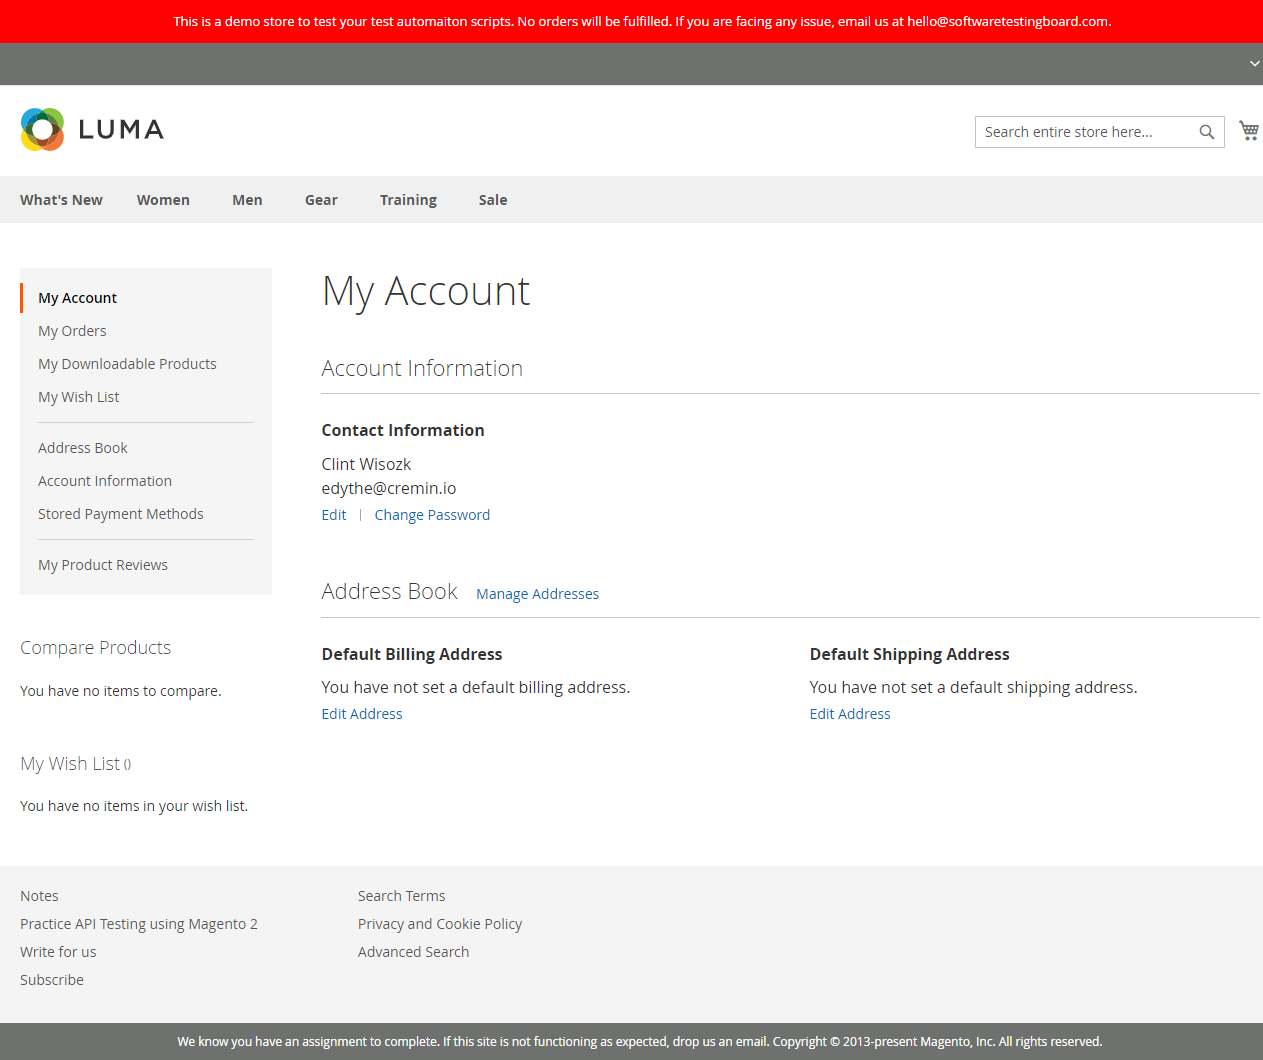 This is a demo store to test your test automaiton scripts. No orders will be fulfilled. If you are facing any issue, email us at hello@softwaretestingboard.com.
LUMA
Search entire store here...
What's New
Women
Men
Gear
Training
Sale
My Account
My Orders
My Downloadable Products
My Wish List
Address Book
Account Information
Stored Payment Methods
My Product Reviews
Compare Products
You have no items to compare.
My Wish List ()
You have no items in your wish list.
My Account
Account Information
Contact Information
Clint Wisozk
edythe@cremin.io
Edit | Change Password
Address Book Manage Addresses
Default Billing Address
You have not set a default billing address.
Edit Address
Default Shipping Address
You have not set a default shipping address.
Edit Address
Notes
Practice API Testing using Magento 2
Write for us
Subscribe
Search Terms
Privacy and Cookie Policy
Advanced Search
We know you have an assignment to complete. If this site is not functioning as expected, drop us an email. Copyright © 2013-present Magento, Inc. All rights reserved.